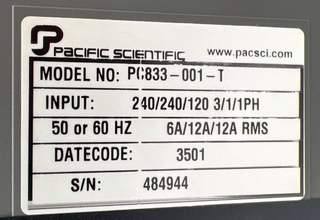 PACIFIC SCIENTIFIC www.pacsci.com
MODEL NO: PC833-001-T
INPUT: 240/240/120 3/1/1PH
50 or 60 HZ 6A/12A/12A RMS
DATECODE: 3501
S/N: 484944